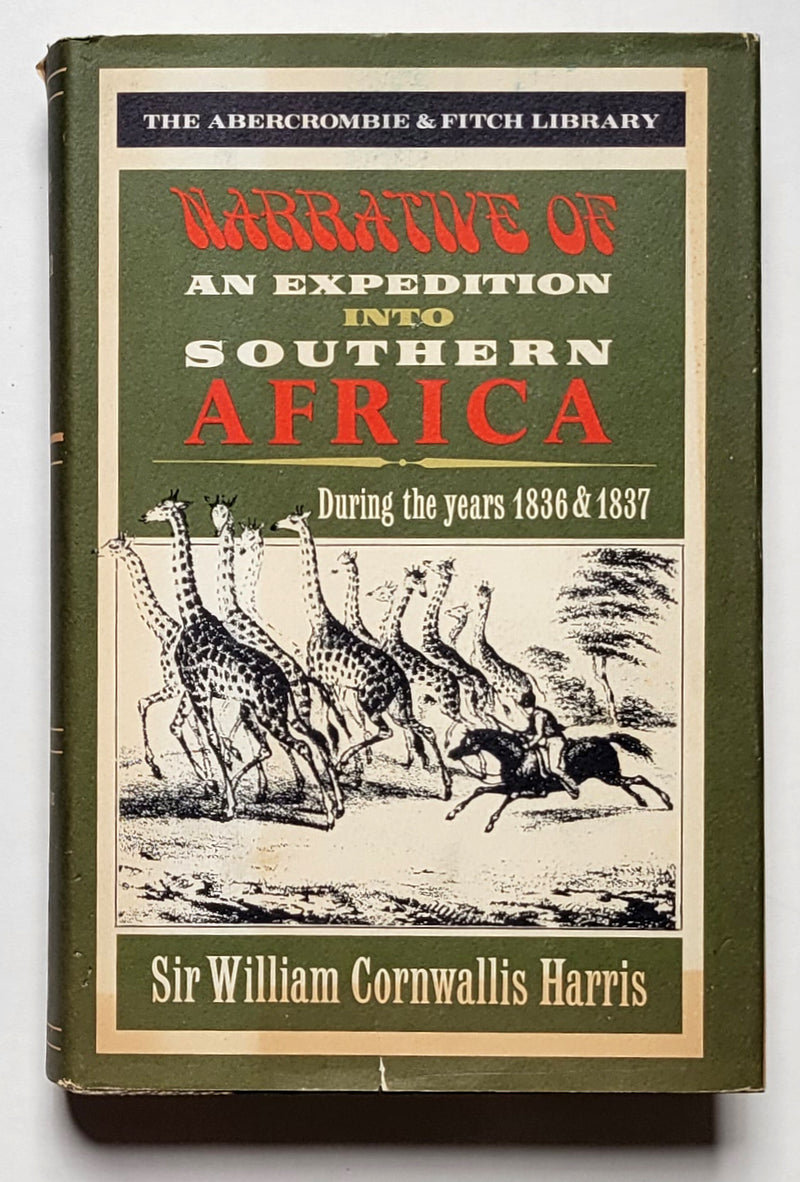 THE ABERCROMBIE & FITCH LIBRARY
NARRATIVE OF
AN EXPEDITION
INTO
SOUTHERN
AFRICA
During the years 1836 & 1837
Sir William Cornwallis Harris